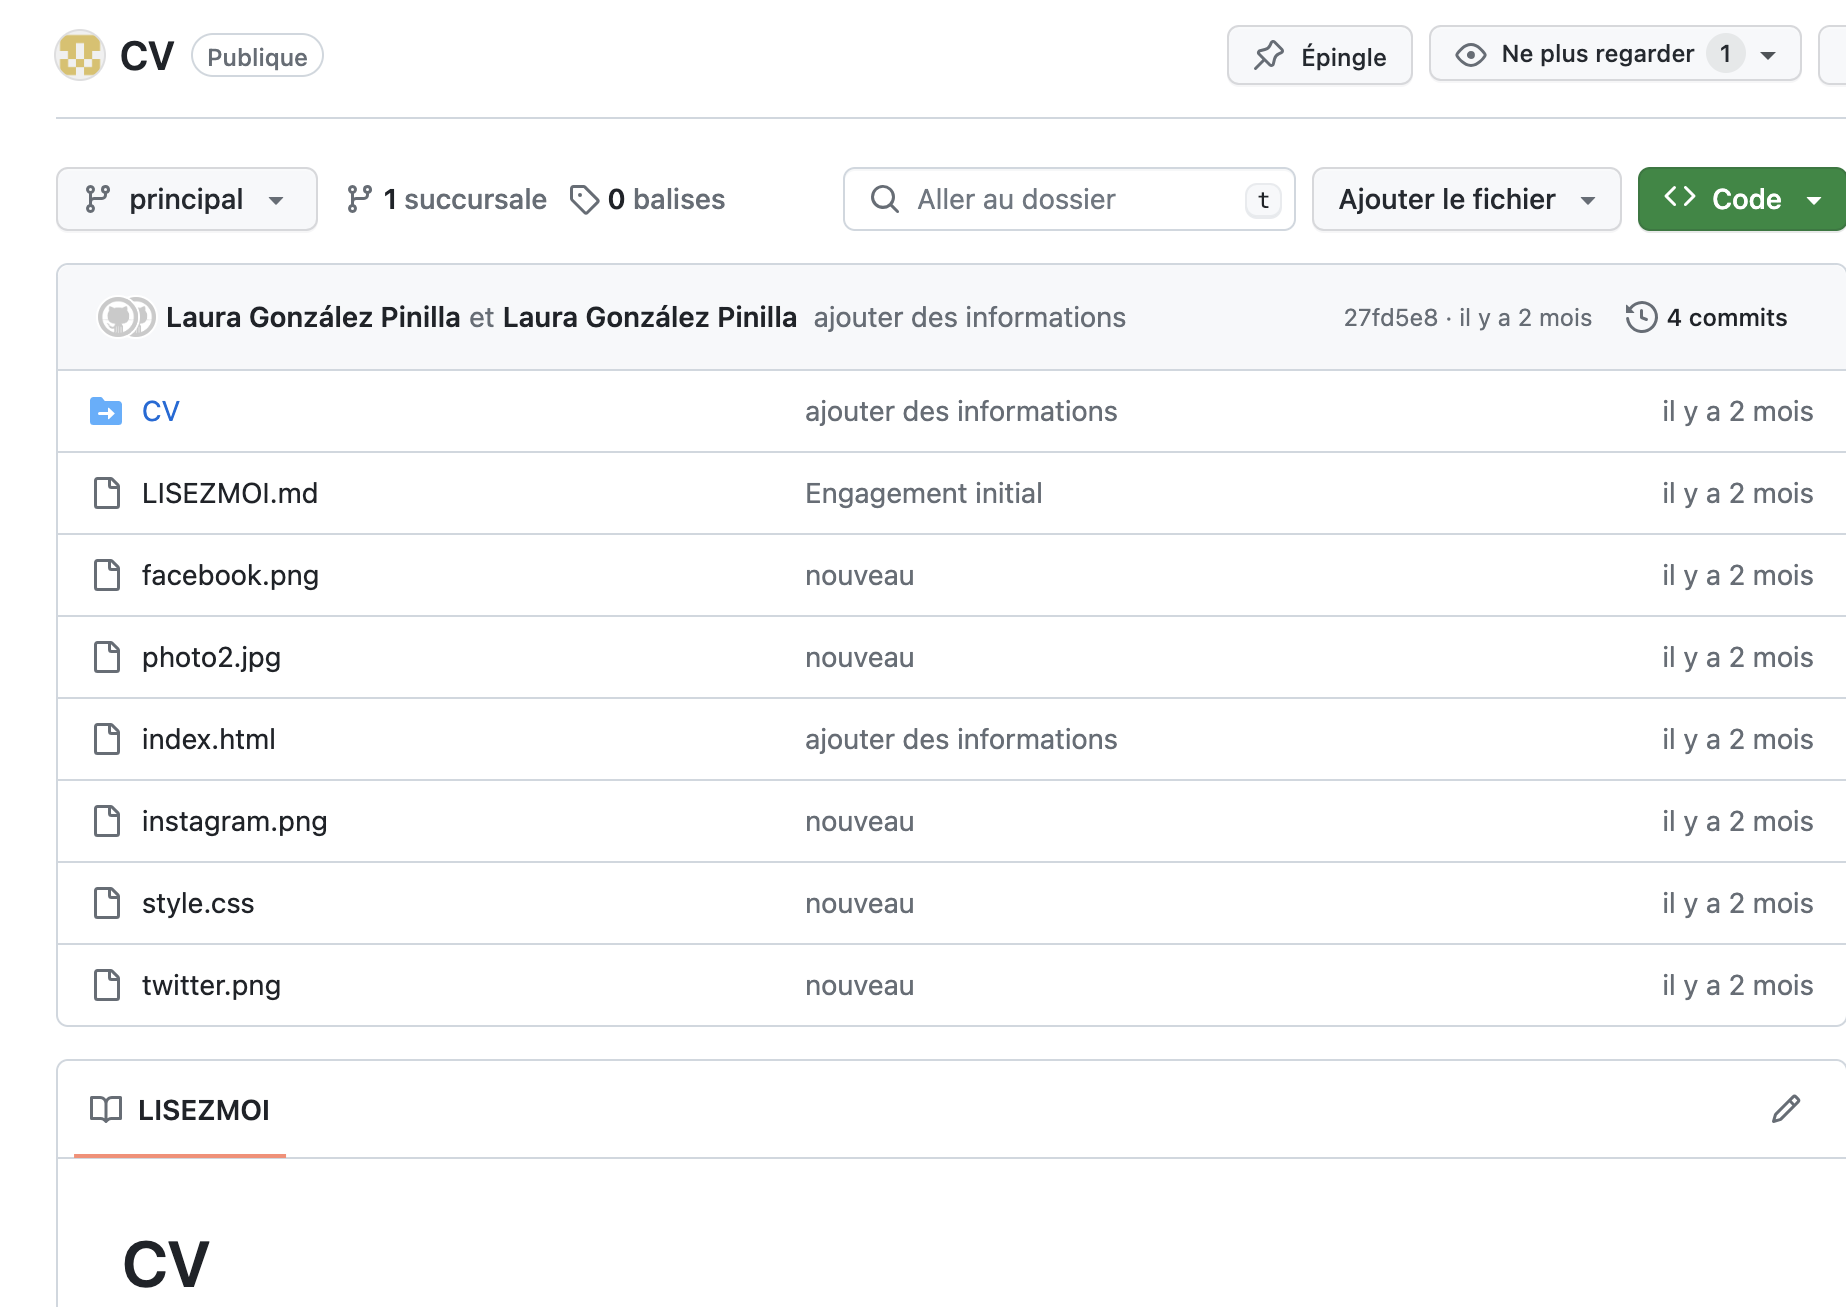 CV Publique Épingle Ne plus regarder 1
principal 1 succursale 0 balises Aller au dossier t Ajouter le fichier Code
Laura González Pinilla et Laura González Pinilla ajouter des informations 27fd5e8 · il y a 2 mois 4 commits
CV ajouter des informations il y a 2 mois
LISEZMOI.md Engagement initial il y a 2 mois
facebook.png nouveau il y a 2 mois
photo2.jpg nouveau il y a 2 mois
index.html ajouter des informations il y a 2 mois
instagram.png nouveau il y a 2 mois
style.css nouveau il y a 2 mois
twitter.png nouveau il y a 2 mois
LISEZMOI
CV